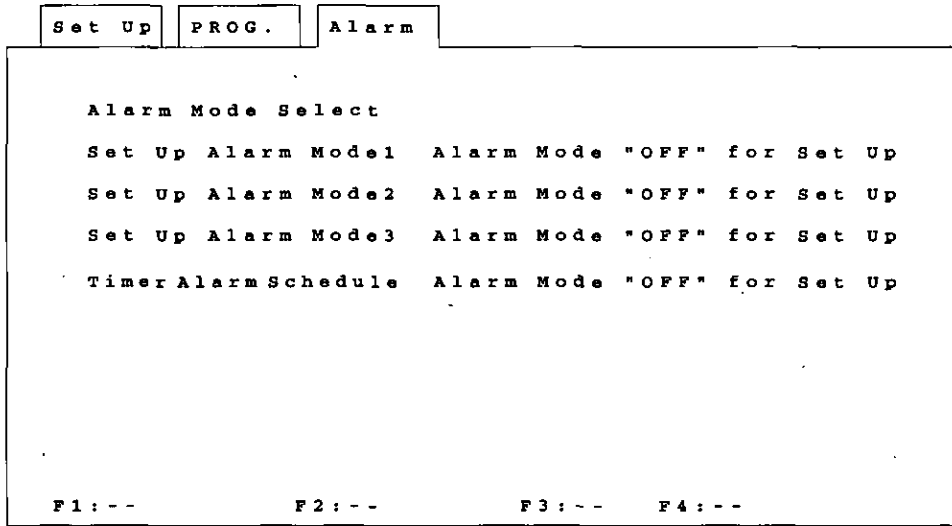 Set Up PROG. Alarm
Alarm Mode Select
Set Up Alarm Mode1 Alarm Mode "OFF" for Set Up
Set Up Alarm Mode2 Alarm Mode "OFF" for Set Up
Set Up Alarm Mode3 Alarm Mode "OFF" for Set Up
Timer Alarm Schedule Alarm Mode "OFF" for Set Up
F1:-- F2:-- F3:-- F4:--